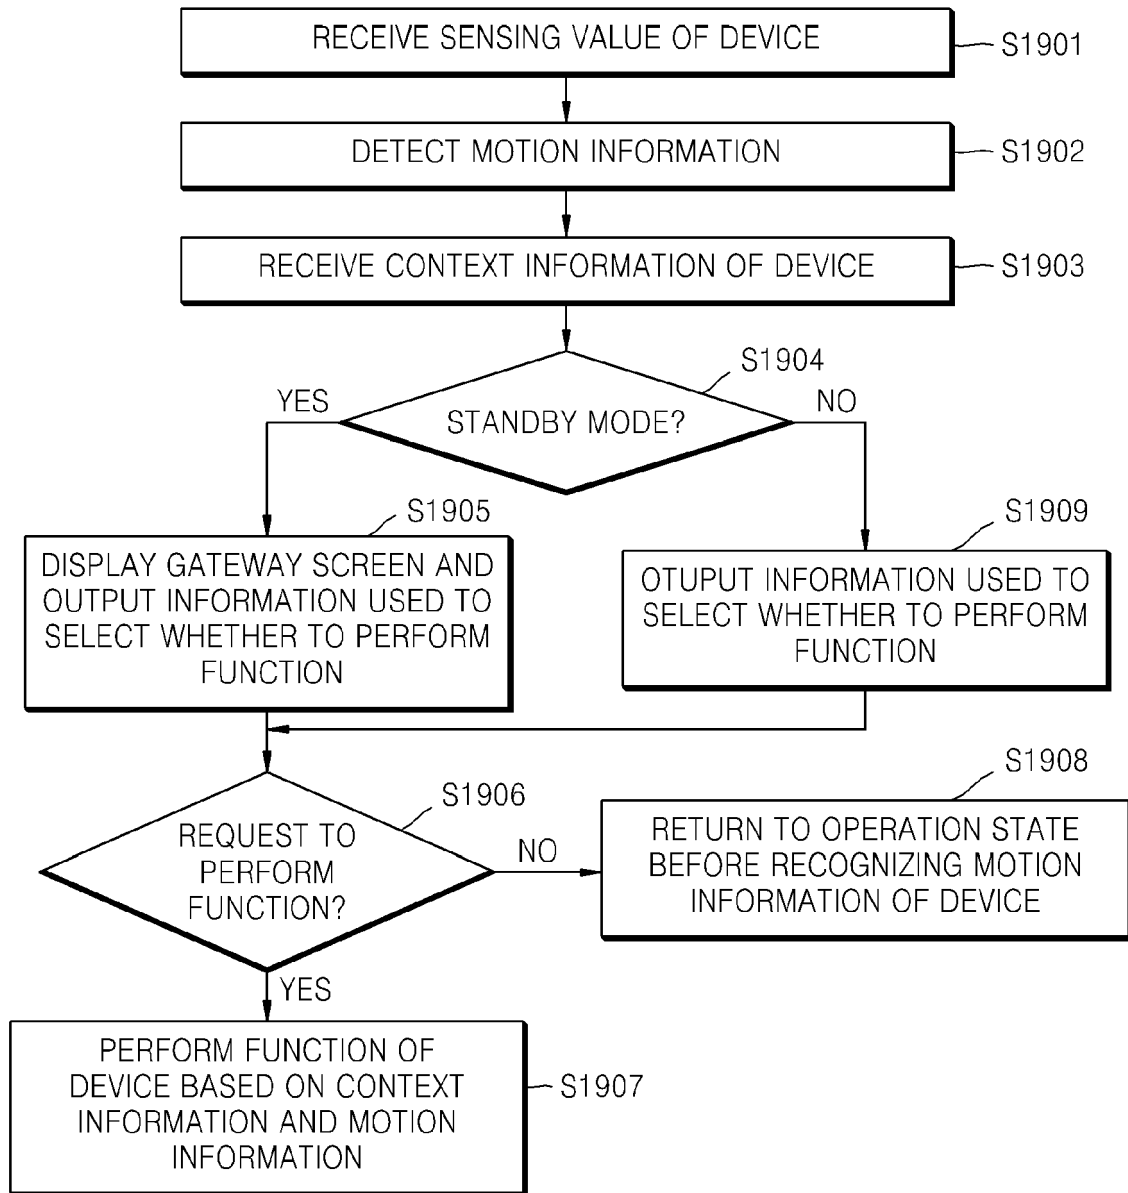 RECEIVE SENSING VALUE OF DEVICE
S1901
DETECT MOTION INFORMATION
S1902
RECEIVE CONTEXT INFORMATION OF DEVICE
S1903
S1904
YES
STANDBY MODE?
NO
S1905
DISPLAY GATEWAY SCREEN AND
OUTPUT INFORMATION USED TO
SELECT WHETHER TO PERFORM
FUNCTION
S1909
OTUPUT INFORMATION USED TO
SELECT WHETHER TO PERFORM
FUNCTION
S1906
REQUEST TO
PERFORM
FUNCTION?
NO
S1908
RETURN TO OPERATION STATE
BEFORE RECOGNIZING MOTION
INFORMATION OF DEVICE
YES
PERFORM FUNCTION OF
DEVICE BASED ON CONTEXT
INFORMATION AND MOTION
INFORMATION
S1907